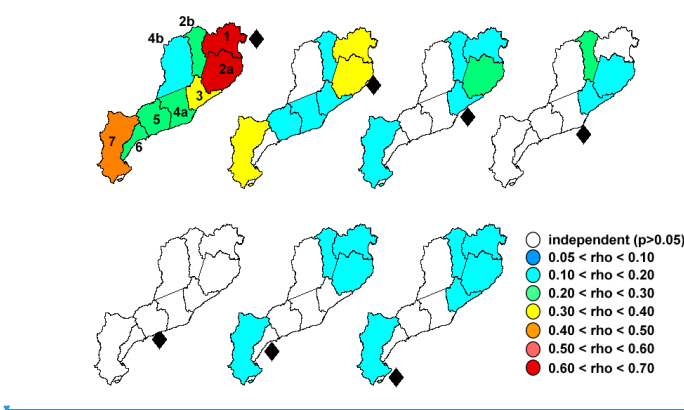 2b
4b
1
2a
3
4a
5
7
6
independent (p>0.05)
0.05 < rho < 0.10
0.10 < rho < 0.20
0.20 < rho < 0.30
0.30 < rho < 0.40
0.40 < rho < 0.50
0.50 < rho < 0.60
0.60 < rho < 0.70